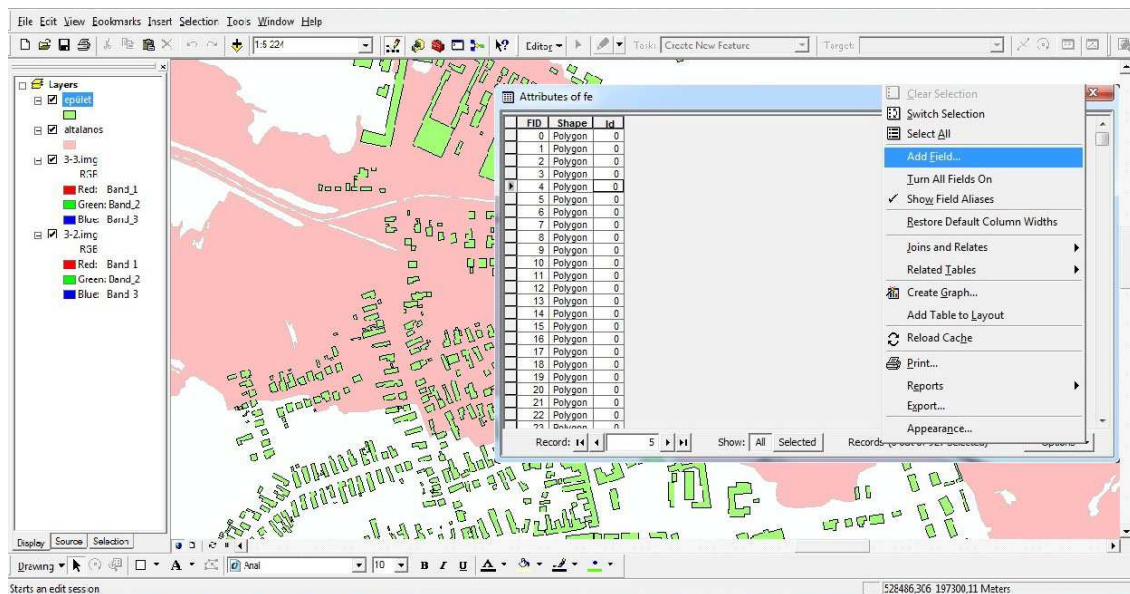 File Edit View Bookmarks Insert Selection Tools Window Help
1:5 224 Editor Task: Create New Feature Target:
Layers
epület
altalanos
3-3.img
RGB
Red: Band_1
Green: Band_2
Blue: Band_3
3-2.img
RGB
Red: Band 1
Green: Band_2
Blue: Band 3
Display Source Selection
Attributes of fe
FID Shape Id
0 Polygon 0
1 Polygon 0
2 Polygon 0
3 Polygon 0
4 Polygon 0
5 Polygon 0
6 Polygon 0
7 Polygon 0
8 Polygon 0
9 Polygon 0
10 Polygon 0
11 Polygon 0
12 Polygon 0
13 Polygon 0
14 Polygon 0
15 Polygon 0
16 Polygon 0
17 Polygon 0
18 Polygon 0
19 Polygon 0
20 Polygon 0
21 Polygon 0
22 Polygon 0
23 Polygon 0
Record: 5 Show: All Selected Records
Clear Selection
Switch Selection
Select All
Add Field...
Turn All Fields On
Show Field Aliases
Restore Default Column Widths
Joins and Relates
Related Tables
Create Graph...
Add Table to Layout
Reload Cache
Print...
Reports
Export...
Appearance...
Drawing A Arial 10 B I U A
Starts an edit session 528486,306 197300,11 Meters